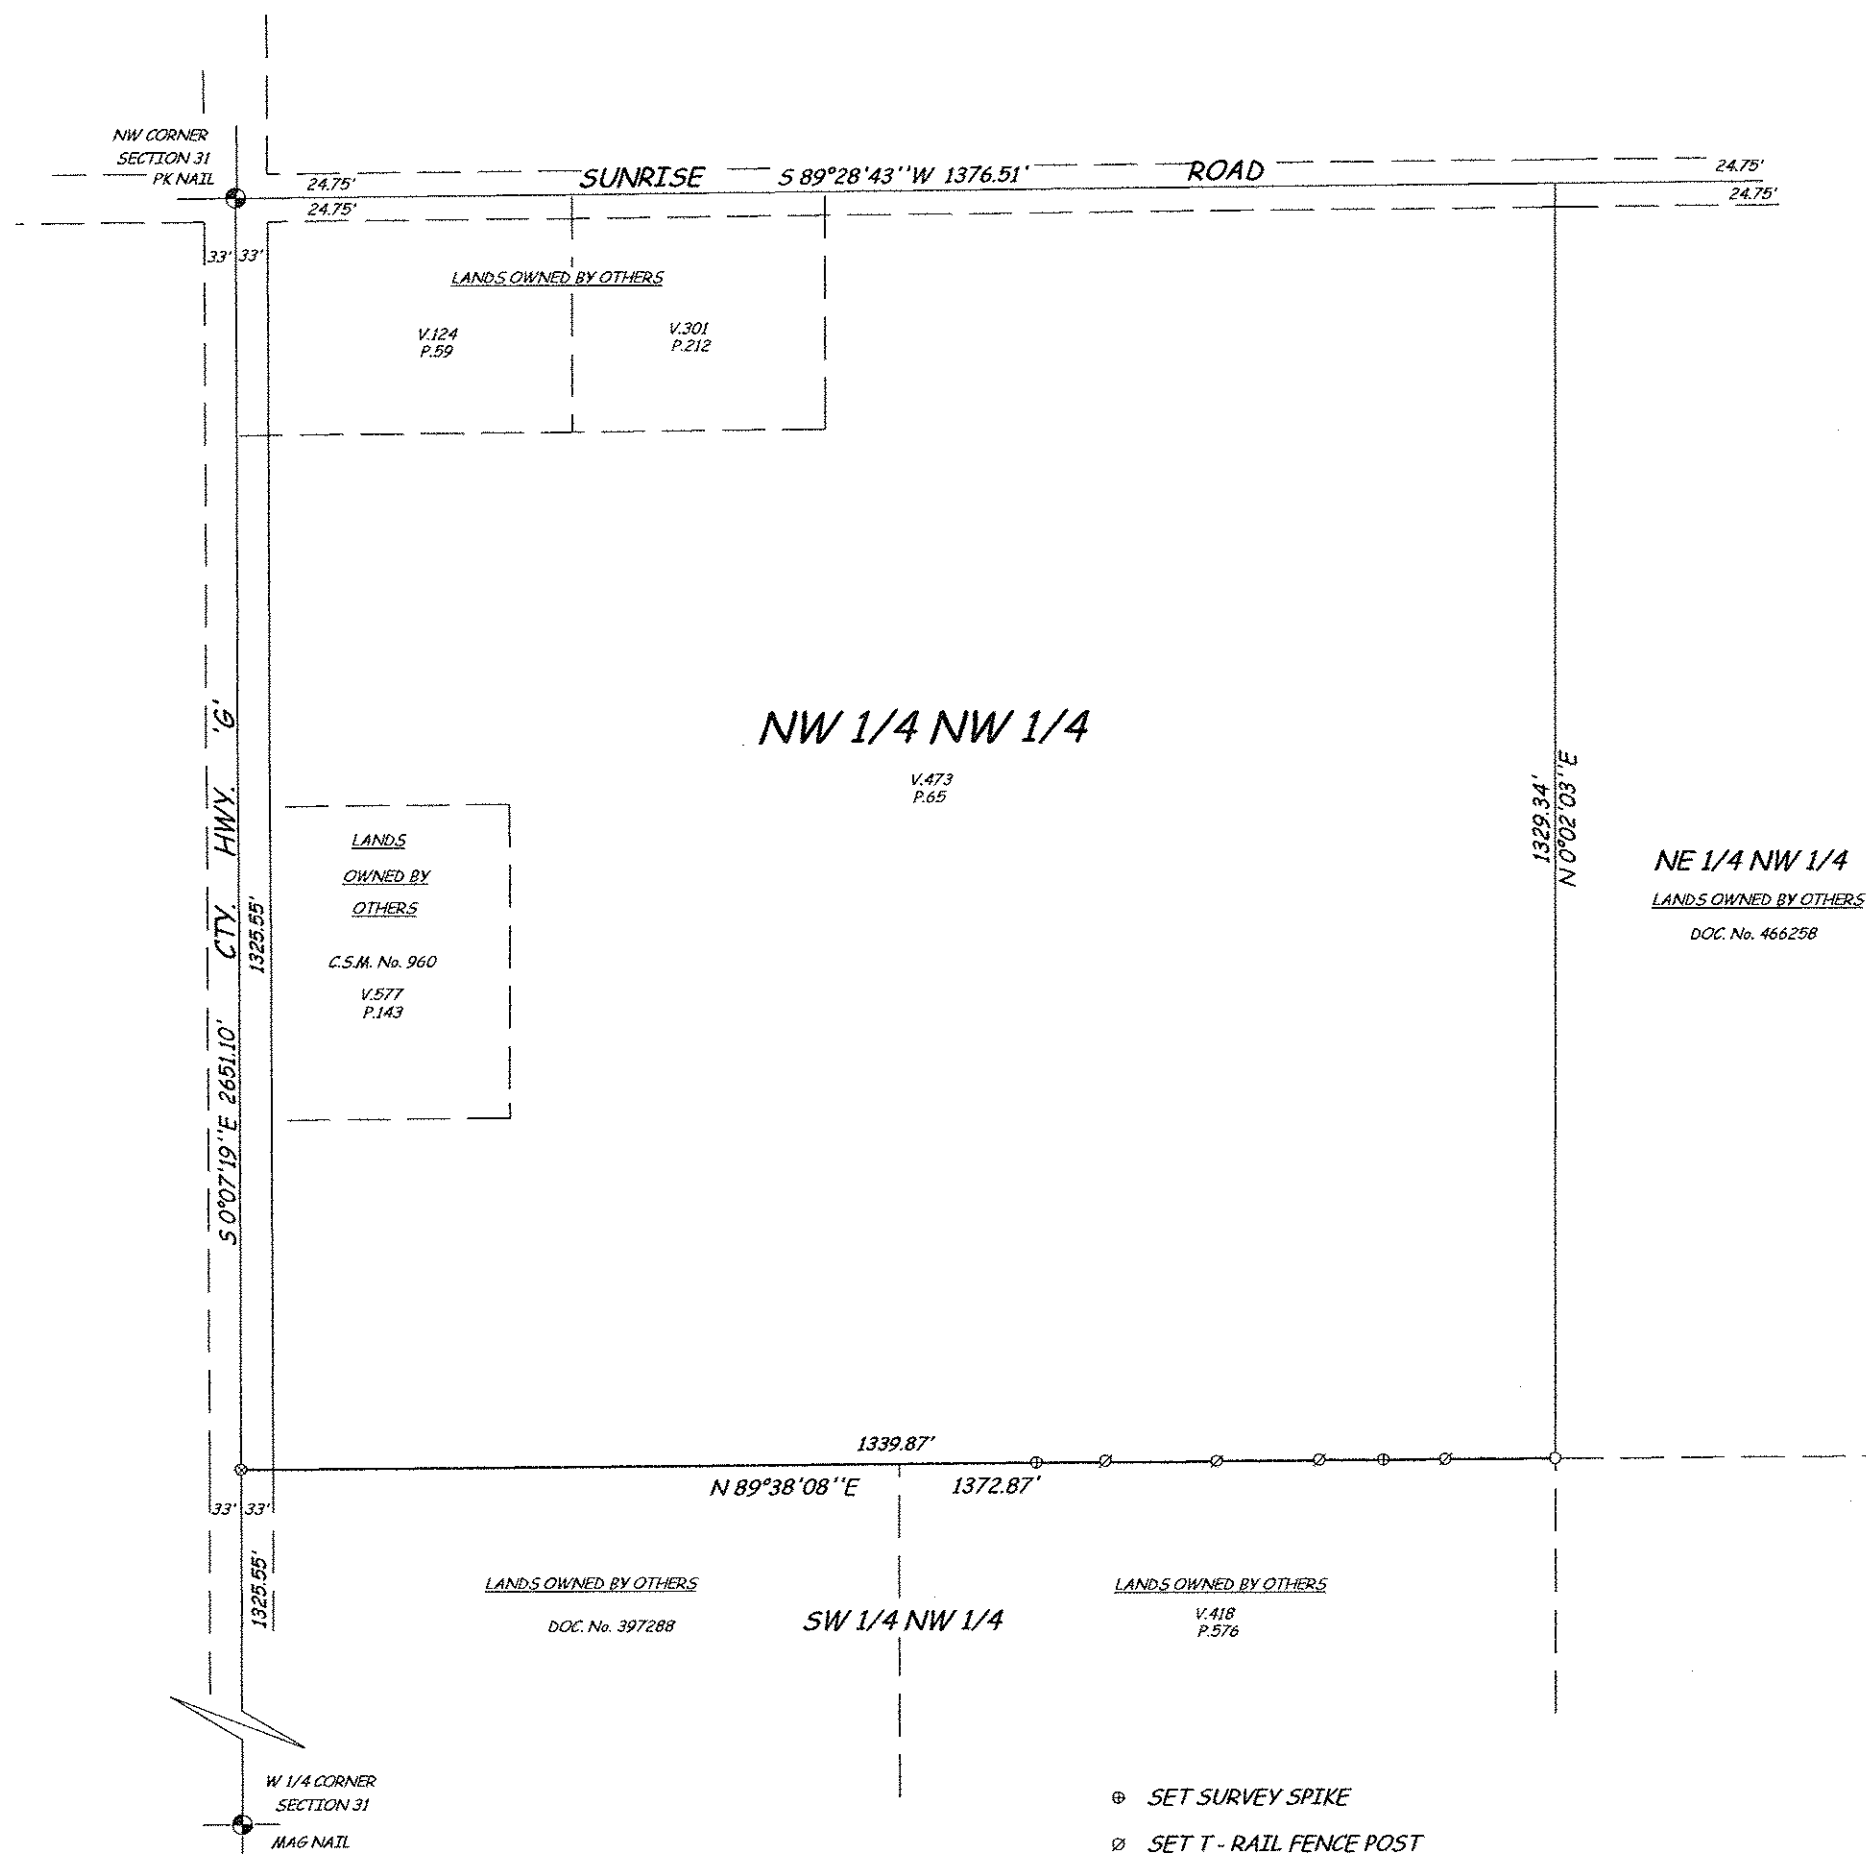 NW CORNER
SECTION 31
PK NAIL
24.75'
SUNRISE
S 89°28'43''W 1376.51'
ROAD
24.75'
24.75'
24.75'
33' 33'
LANDS OWNED BY OTHERS
V.124
P.59
V.301
P.212
NW 1/4 NW 1/4
V.473
P.65
CTY. HWY. 'G'
S 0°07'19''E 2651.10'
1325.55'
LANDS
OWNED BY
OTHERS
C.S.M. No. 960
V.577
P.143
1329.34'
N 0°02'03''E
NE 1/4 NW 1/4
LANDS OWNED BY OTHERS
DOC. No. 466258
1339.87'
N 89°38'08''E
1372.87'
33' 33'
1325.55'
LANDS OWNED BY OTHERS
DOC. No. 397288
SW 1/4 NW 1/4
LANDS OWNED BY OTHERS
V.418
P.576
W 1/4 CORNER
SECTION 31
MAG NAIL
SET SURVEY SPIKE
SET T - RAIL FENCE POST